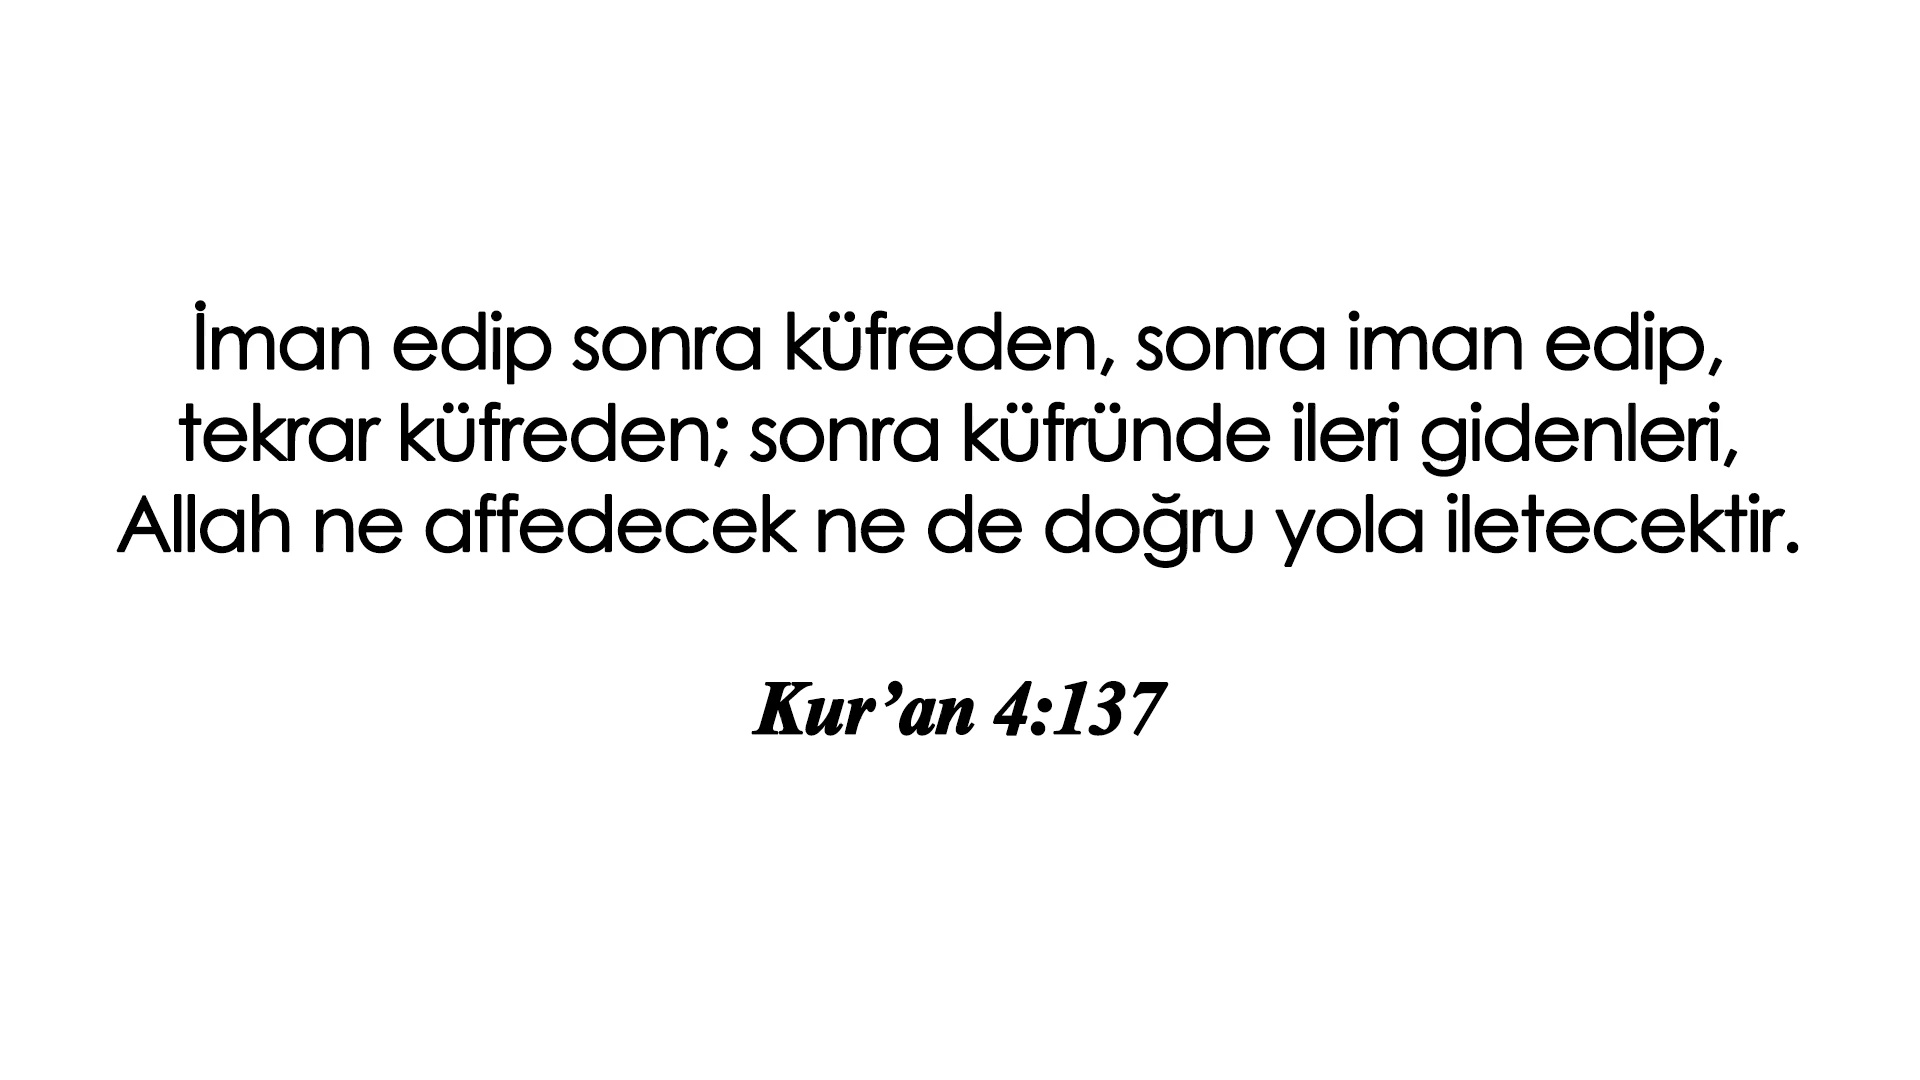 İman edip sonra küfreden, sonra iman edip,
tekrar küfreden; sonra küfründe ileri gidenleri,
Allah ne affedecek ne de doğru yola iletecektir.
Kur’an 4:137